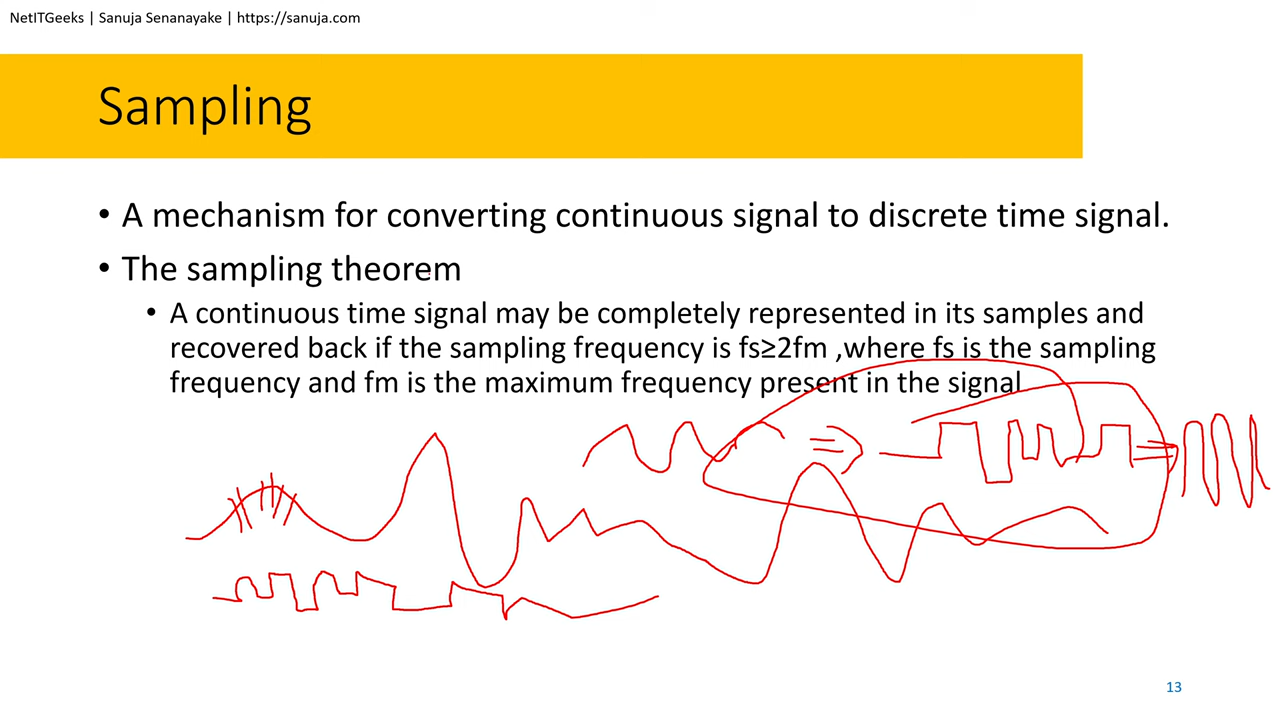 NetITGeeks | Sanuja Senanayake | https://sanuja.com
Sampling
• A mechanism for converting continuous signal to discrete time signal.
• The sampling theorem
• A continuous time signal may be completely represented in its samples and
recovered back if the sampling frequency is fs≥2fm ,where fs is the sampling
frequency and fm is the maximum frequency present in the signal
13